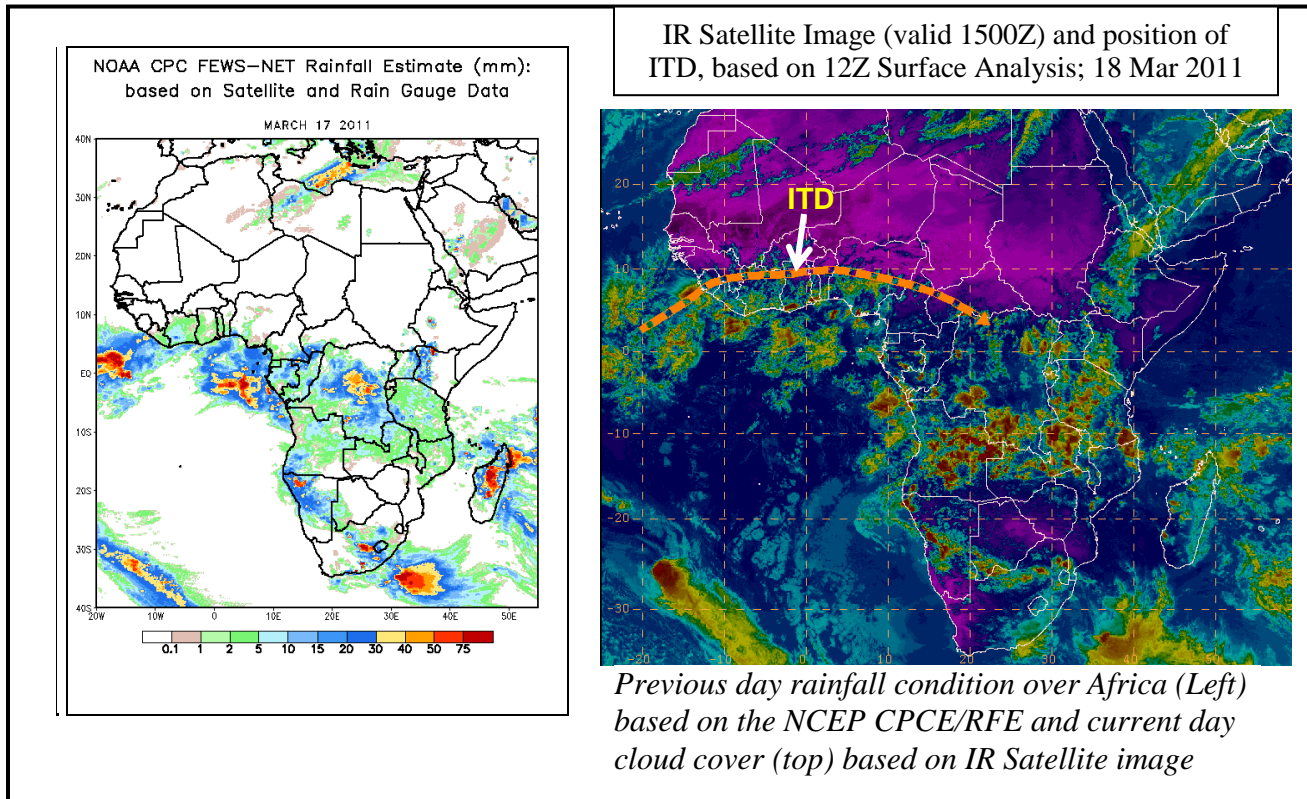 NOAA CPC FEWS-NET Rainfall Estimate (mm):
based on Satellite and Rain Gauge Data
MARCH 17 2011
40N
30N
20N
10N
EQ
10S
20S
30S
40S
20W 10W 0 10E 20E 30E 40E 50E
0.1 1 2 5 10 15 20 30 40 50 75
IR Satellite Image (valid 1500Z) and position of
ITD, based on 12Z Surface Analysis; 18 Mar 2011
ITD
20
10
0
-10
-20
-30
-20 -10 0 10 20 30 40 50
Previous day rainfall condition over Africa (Left)
based on the NCEP CPCE/RFE and current day
cloud cover (top) based on IR Satellite image